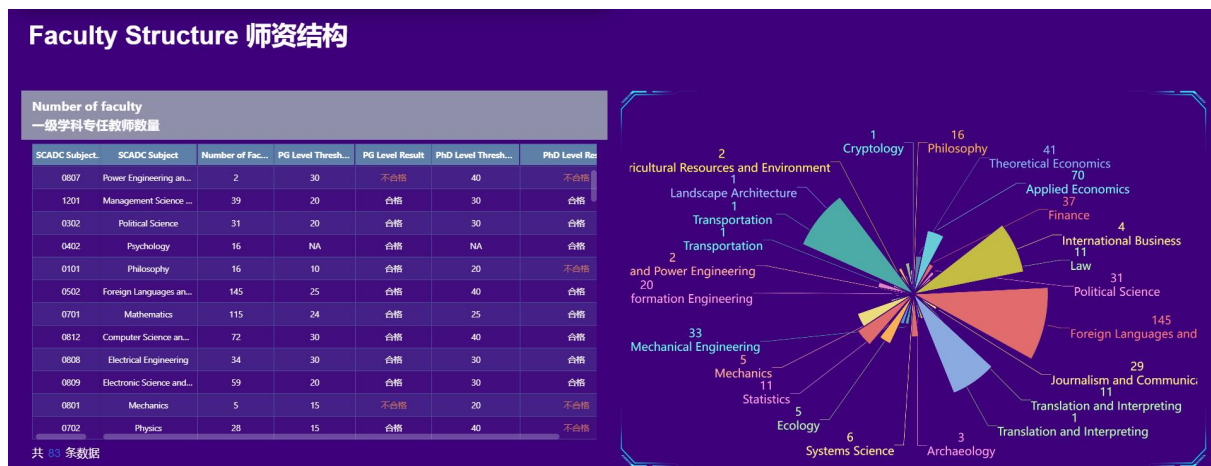 Faculty Structure 师资结构
Number of faculty
一级学科专任教师数量
SCADC Subject. SCADC Subject Number of Fac... PG Level Thresh... PG Level Result PhD Level Thresh... PhD Level Res
0807 Power Engineering an... 2 30 不合格 40 不合格
1201 Management Science ... 39 20 合格 30 合格
0302 Political Science 31 20 合格 30 合格
0402 Psychology 16 NA 合格 NA 合格
0101 Philosophy 16 10 合格 20 不合格
0502 Foreign Languages an... 145 25 合格 40 合格
0701 Mathematics 115 24 合格 25 合格
0812 Computer Science an... 72 30 合格 40 合格
0808 Electrical Engineering 34 30 合格 30 合格
0809 Electronic Science and... 59 20 合格 30 合格
0801 Mechanics 5 15 不合格 20 不合格
0702 Physics 28 15 合格 40 不合格
共 83 条数据
1
Cryptology
16
Philosophy
41
Theoretical Economics
70
Applied Economics
37
Finance
4
International Business
11
Law
31
Political Science
145
Foreign Languages and
29
Journalism and Communica
11
Translation and Interpreting
1
Translation and Interpreting
3
Archaeology
6
Systems Science
5
Ecology
11
Statistics
5
Mechanics
33
Mechanical Engineering
20
formation Engineering
2
and Power Engineering
1
Transportation
1
Transportation
1
Landscape Architecture
2
ricultural Resources and Environment